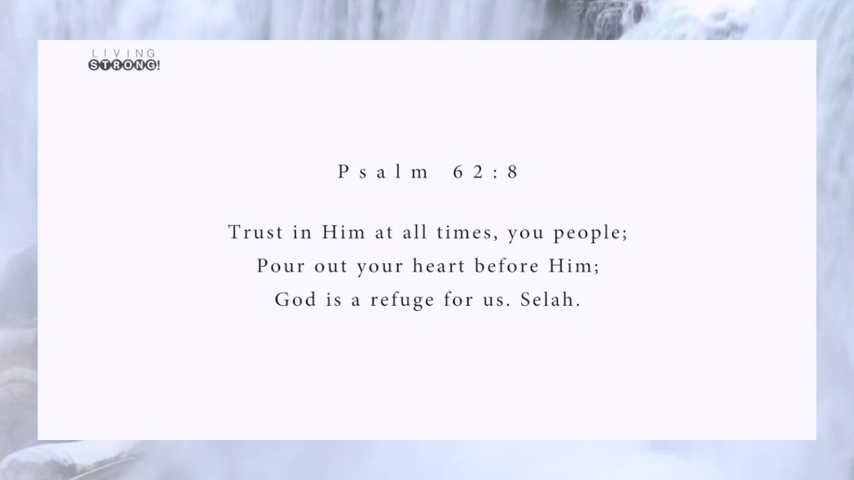 LIVING
STRONG!
Psalm 62:8
Trust in Him at all times, you people;
Pour out your heart before Him;
God is a refuge for us. Selah.